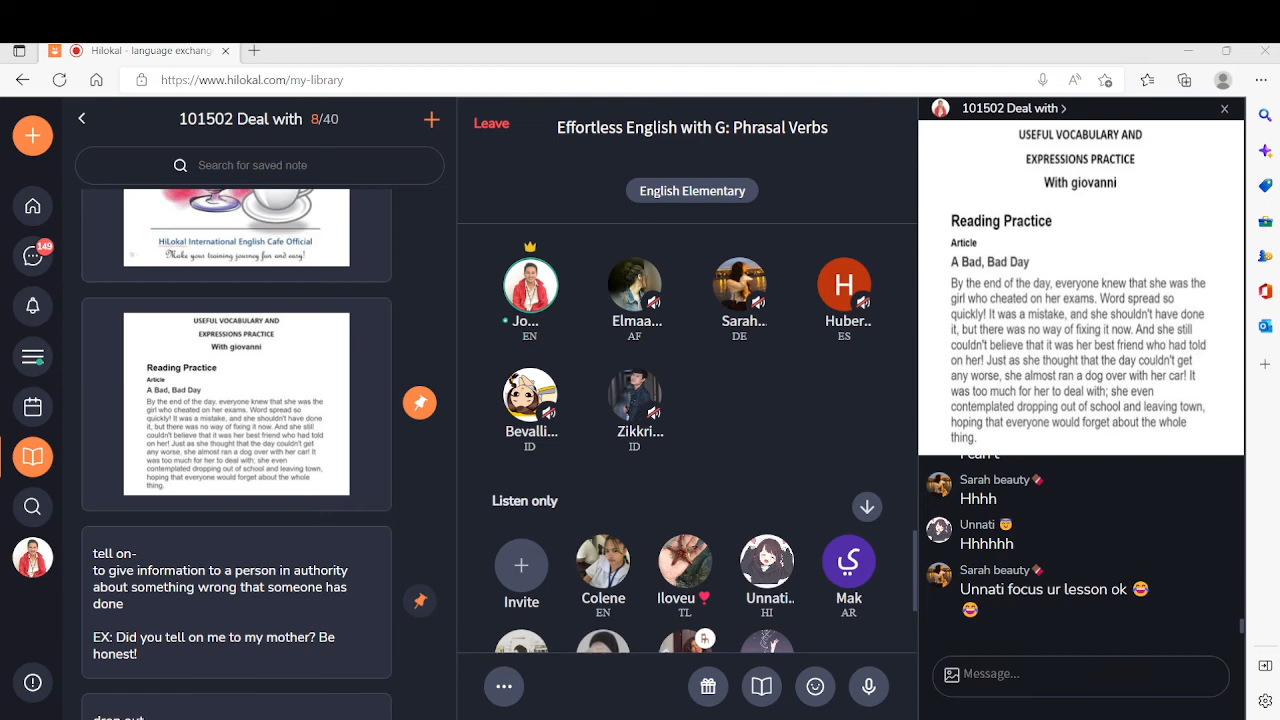 Hilokal - language exchang
https://www.hilokal.com/my-library
101502 Deal with 8/40
Search for saved note
HiLokal International English Cafe Official
Make your training journey fun and easy!
USEFUL VOCABULARY AND
EXPRESSIONS PRACTICE
With giovanni
Reading Practice
Article
A Bad, Bad Day
By the end of the day, everyone knew that she was the
girl who cheated on her exams. Word spread so
quickly! It was a mistake, and she shouldn't have done
it, but there was no way of fixing it now. And she still
couldn't believe that it was her best friend who had told
on her! Just as she thought that the day couldn't get
any worse, she almost ran a dog over with her car! It
was too much for her to deal with; she even
contemplated dropping out of school and leaving town,
hoping that everyone would forget about the whole
thing.
tell on-
to give information to a person in authority
about something wrong that someone has
done
EX: Did you tell on me to my mother? Be
honest!
drop out
149
Leave
Effortless English with G: Phrasal Verbs
English Elementary
Jo...
EN
Elmaa...
AF
Sarah...
DE
H
Huber...
ES
Bevalli...
ID
Zikkri...
ID
Listen only
Invite
Colene
EN
Iloveu
TL
Unnati.
HI
ي
Mak
AR
101502 Deal with
USEFUL VOCABULARY AND
EXPRESSIONS PRACTICE
With giovanni
Reading Practice
Article
A Bad, Bad Day
By the end of the day, everyone knew that she was the
girl who cheated on her exams. Word spread so
quickly! It was a mistake, and she shouldn't have done
it, but there was no way of fixing it now. And she still
couldn't believe that it was her best friend who had told
on her! Just as she thought that the day couldn't get
any worse, she almost ran a dog over with her car! It
was too much for her to deal with; she even
contemplated dropping out of school and leaving town,
hoping that everyone would forget about the whole
thing.
Sarah beauty
Hhhh
Unnati
Hhhhhh
Sarah beauty
Unnati focus ur lesson ok
Message...